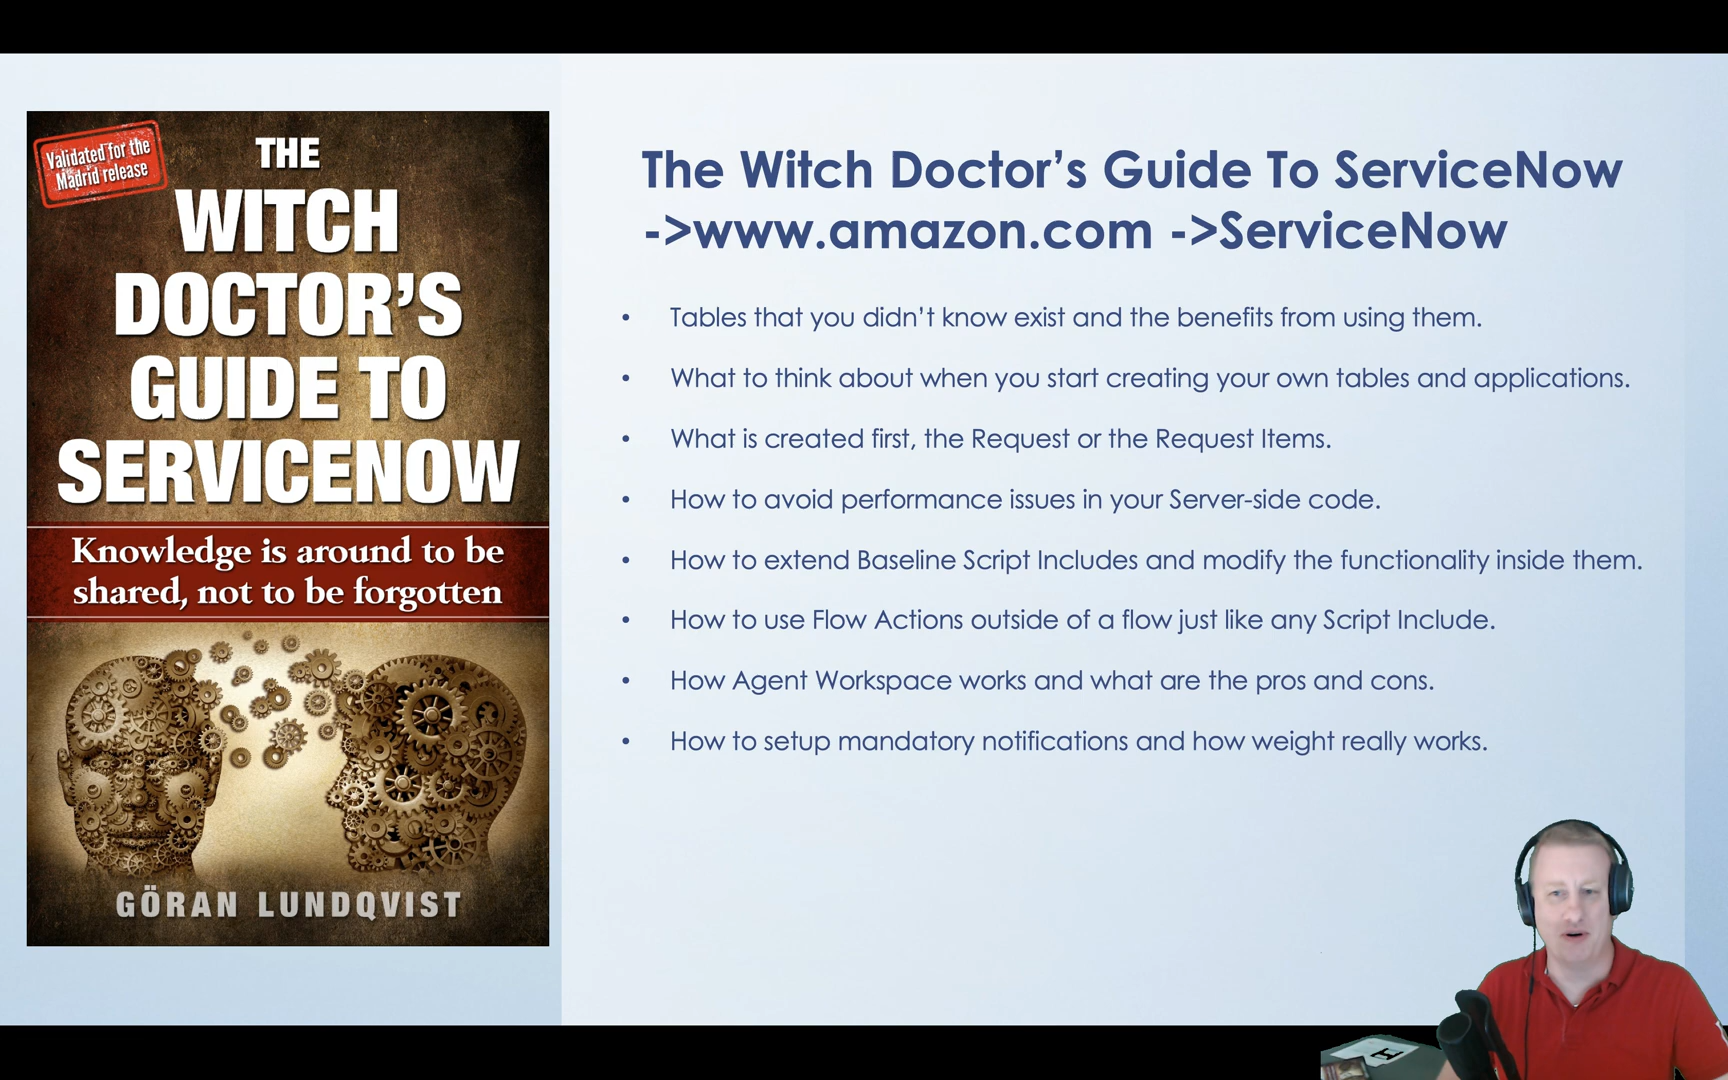 Validated for the
Madrid release
THE
WITCH
DOCTOR'S
GUIDE TO
SERVICENOW
Knowledge is around to be
shared, not to be forgotten
GÖRAN LUNDQVIST
The Witch Doctor’s Guide To ServiceNow
->www.amazon.com ->ServiceNow
• Tables that you didn’t know exist and the benefits from using them.
• What to think about when you start creating your own tables and applications.
• What is created first, the Request or the Request Items.
• How to avoid performance issues in your Server-side code.
• How to extend Baseline Script Includes and modify the functionality inside them.
• How to use Flow Actions outside of a flow just like any Script Include.
• How Agent Workspace works and what are the pros and cons.
• How to setup mandatory notifications and how weight really works.